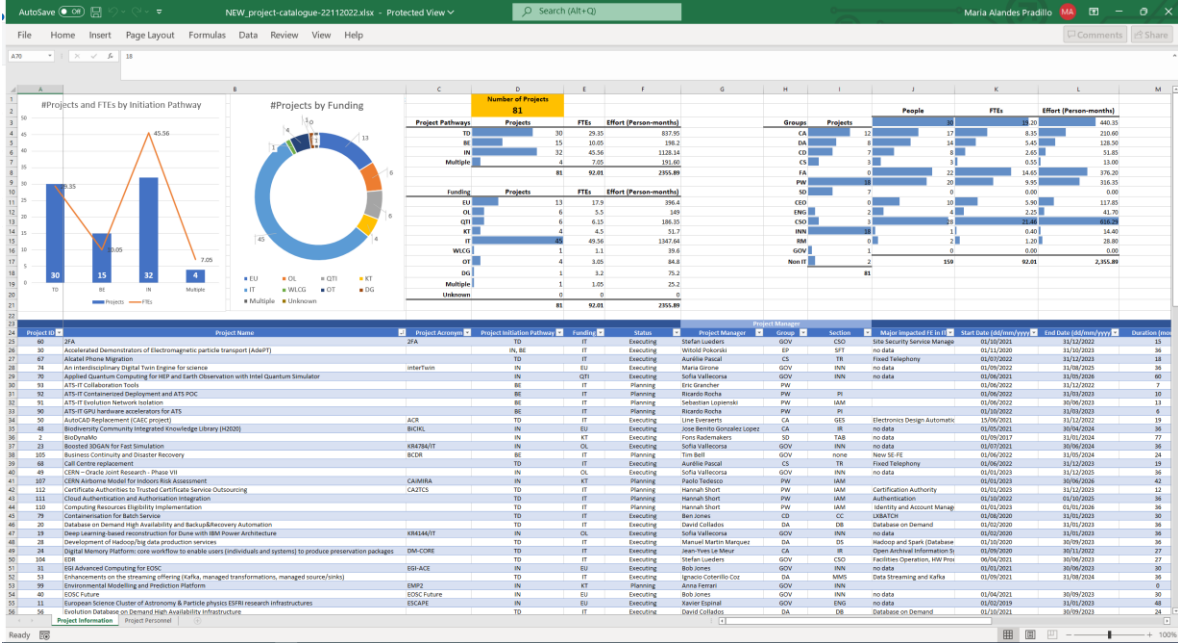 AutoSave Off NEW_project-catalogue-22112022.xlsx - Protected View Search (Alt+Q) Maria Alandes Pradillo MA
File Home Insert Page Layout Formulas Data Review View Help Comments Share
A70 18
#Projects and FTEs by Initiation Pathway
#Projects by Funding
Number of Projects
81
Project Pathways Projects FTEs Effort (Person-months)
TD 30 29.35 837.95
BE 15 10.05 198.2
IN 32 45.56 1128.14
Multiple 4 7.05 191.60
81 92.01 2355.89
Funding Projects FTEs Effort (Person-months)
EU 13 17.9 396.4
OL 6 5.5 149
QTI 6 6.15 186.35
KT 4 4.5 51.7
IT 45 49.56 1347.64
WLCG 1 1.1 39.6
OT 4 3.05 84.8
DG 1 3.2 75.2
Multiple 1 1.05 25.2
Unknown 0 0 0
81 92.01 2355.89
People FTEs Effort (Person-months)
Groups Projects 15.20 440.35
CA 12 17 8.35 210.60
DA 8 14 5.45 128.50
CD 7 8 2.65 51.85
CS 3 3 0.55 13.00
FA 0 22 14.65 376.20
PW 18 20 9.95 316.35
SD 7 0 0.00 0.00
CEO 0 10 5.90 117.85
ENG 2 4 2.25 41.70
CSO 3 21.46
INN 18 1 0.40 14.40
RM 0 2 1.20 28.80
GOV 1 0 0.00 0.00
Non IT 2 159 92.01 2,355.89
81
Project Manager
Project ID Project Name Project Acronym Project Initiation Pathway Funding Status Project Manager Group Section Major impacted FE in IT Start Date (dd/mm/yyyy End Date (dd/mm/yyyy Duration (mo
60 2FA 2FA TD IT Executing Stefan Lueders GOV CSO Site Security Service Manage 01/10/2021 31/12/2022 15
30 Accelerated Demonstrators of Electromagnetic particle transport (AdePT) IN, BE IT Executing Witold Pokorski EP SFT no data 01/11/2020 31/10/2023 36
67 Alcatel Phone Migration TD IT Executing Aurélie Pascal CS TR Fixed Telephony 01/07/2022 31/12/2023 18
74 An interdisciplinary Digital Twin Engine for science InterTwin IN EU Executing Maria Girone GOV INN no data 01/09/2022 31/08/2025 36
70 Applied Quantum Computing for HEP and Earth Observation with Intel Quantum Simulator IN QTI Executing Sofia Vallecorsa GOV INN no data 01/06/2021 30/05/2026 60
93 ATS-IT Collaboration Tools BE IT Planning Eric Grancher PW 01/06/2022 31/12/2022 7
92 ATS-IT Containerized Deployment and ATS POC BE IT Planning Ricardo Rocha PW PI 01/06/2022 31/03/2023 10
91 ATS-IT Evolution Network Isolation BE IT Planning Sebastian Lopienski PW IAM 01/06/2022 30/06/2023 13
90 ATS-IT GPU hardware accelerators for ATS BE IT Planning Ricardo Rocha PW PI 01/10/2022 31/03/2023 6
50 AutoCAD Replacement (CAEC project) ACR TD IT Executing Line Everaerts CA GES Electronics Design Automatic 15/06/2021 31/12/2022 19
48 Biodiversity Community Integrated Knowledge Library (H2020) BiCIKL IN EU Executing Jose Benito Gonzalez Lopez CA IR no data 01/05/2021 30/04/2024 36
2 BioDynaMo IN KT Executing Fons Rademakers SD TAB no data 01/09/2017 31/01/2024 77
23 Boosted 3DGAN for Fast Simulation KR4784/IT IN OL Executing Sofia Vallecorsa GOV INN no data 01/07/2021 30/06/2024 36
105 Business Continuity and Disaster Recovery BCDR BE IT Planning Tim Bell GOV none New SE-FE 01/06/2022 31/05/2024 24
68 Call Centre replacement TD IT Executing Aurélie Pascal CS TR Fixed Telephony 01/06/2022 31/12/2023 19
49 CERN – Oracle Joint Research - Phase VII IN OL Executing Sofia Vallecorsa GOV INN no data 01/01/2023 31/12/2025 36
107 CERN Airborne Model for Indoors Risk Assessment CAiMIRA IN KT Planning Paolo Tedesco PW IAM 01/01/2023 30/06/2026 42
112 Certificate Authorities to Trusted Certificate Service Outsourcing CA2TCS TD IT Planning Hannah Short PW IAM Certification Authority 01/01/2023 31/12/2023 12
111 Cloud Authentication and Authorisation Integration TD IT Planning Hannah Short PW IAM Authentication 01/10/2022 01/10/2025 36
110 Computing Resources Eligibility Implementation TD IT Planning Hannah Short PW IAM Identity and Account Manag 01/01/2023 01/01/2026 36
79 Containerisation for Batch Service TD IT Executing Ben Jones CD CC LXBATCH 01/06/2020 31/12/2023
20 Database on Demand High Availability and Backup&Recovery Automation TD IT Executing David Collados DA DB Database on Demand 01/02/2020 31/01/2023 36
19 Deep Learning-based reconstruction for Dune with IBM Power Architecture KR4144/IT IN OL Executing Sofia Vallecorsa GOV INN no data 01/02/2020 31/01/2023 36
28 Development of Hadoop/big data production services TD IT Executing Manuel Martin Marquez DA DS Hadoop and Spark (Database 01/10/2020 30/09/2023 36
24 Digital Memory Platform: core workflow to enable users (individuals and systems) to produce preservation packages DM-CORE TD IT Executing Jean-Yves Le Meur CA IR Open Archival Information Sy 01/09/2020 30/11/2022 27
104 EDR TD IT Executing Stefan Lueders GOV CSO Facilities Operation, HW Proc 06/04/2021 30/06/2023 27
31 EGI Advanced Computing for EOSC EGI-ACE IN EU Executing Bob Jones GOV INN no data 01/01/2021 30/06/2023 30
53 Enhancements on the streaming offering (Kafka, managed transformations, managed source/sinks) TD IT Executing Ignacio Coterillo Coz DA MMS Data Streaming and Kafka 01/09/2021 31/08/2024 36
99 Environmental Modelling and Prediction Platform EMP2 IN KT Planning Anna Ferrari GOV INN 0
40 EOSC Future EOSC Future IN EU Executing Bob Jones GOV INN no data 01/04/2021 30/09/2023 30
11 European Science Cluster of Astronomy & Particle physics ESFRI research infrastructures ESCAPE IN EU Executing Xavier Espinal GOV ENG no data 01/02/2019 31/01/2023 48
56 Evolution Database on Demand High Availability Infrastructure TD IT Executing David Collados DA DB Database on Demand 01/10/2021 30/09/2023 24
Project Information Project Personnel
Ready 100%